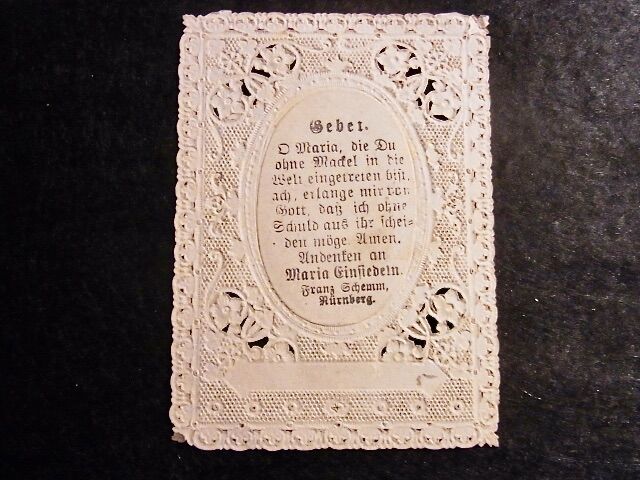 Gebet.
O Maria, die Du
ohne Mackel in die
Welt eingetreten bist,
ach, erlange mir von
Gott, daß ich ohne
Schuld aus ihr schei-
den möge. Amen.
Andenken an
Maria Einsiedeln.
Franz Schemm,
Nürnberg.